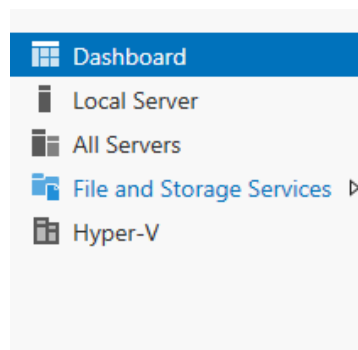 Dashboard
Local Server
All Servers
File and Storage Services
Hyper-V